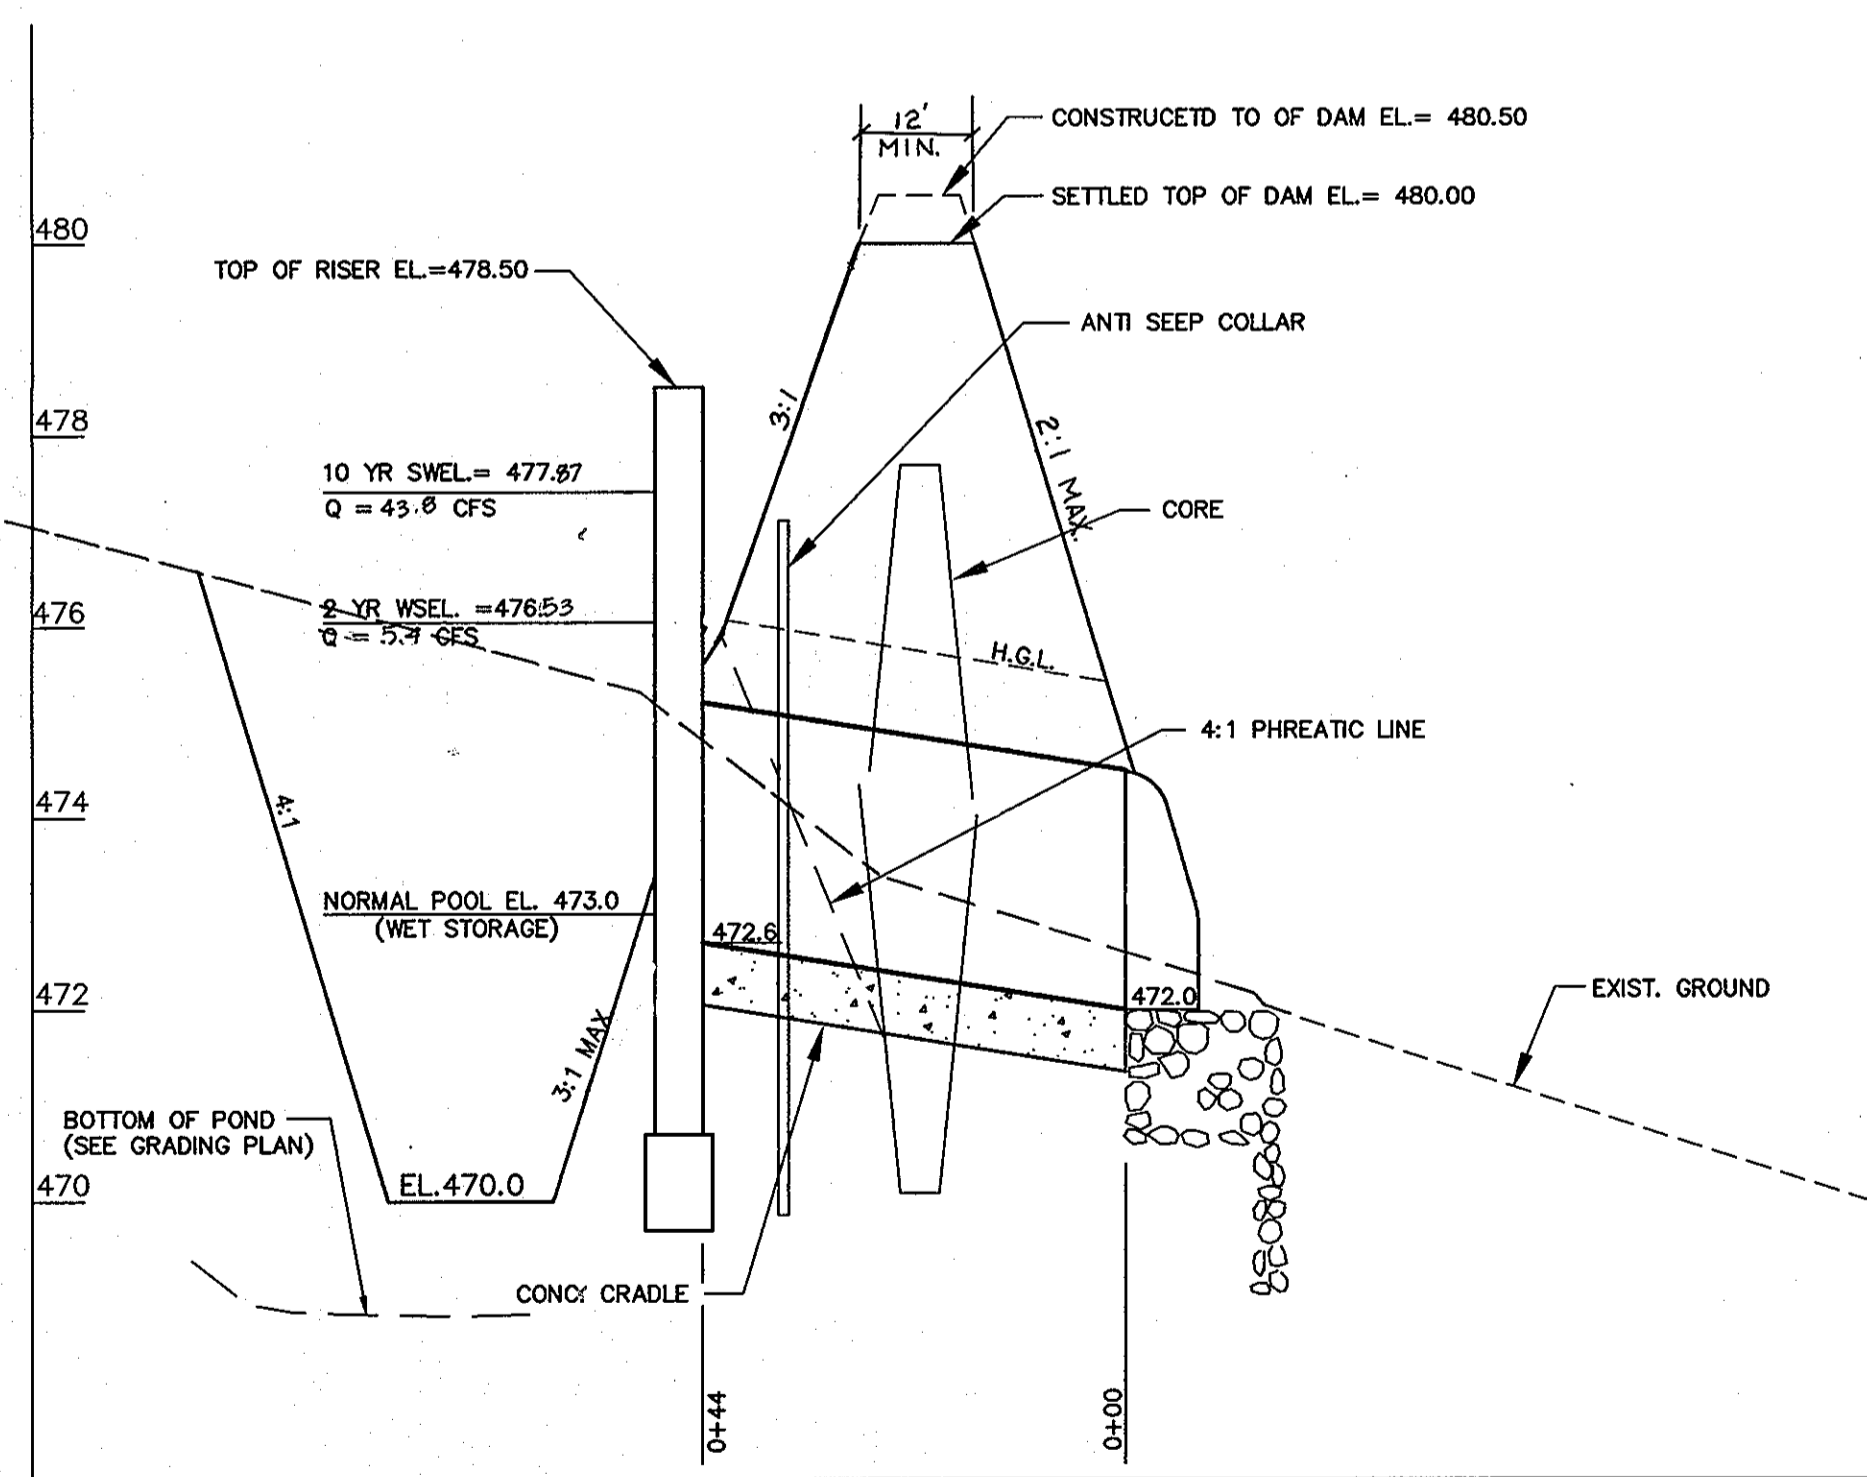 12'
MIN.
CONSTRUCETD TO OF DAM EL.= 480.50
SETTLED TOP OF DAM EL.= 480.00
480
TOP OF RISER EL.=478.50
ANTI SEEP COLLAR
3:1
478
2:1 MAX.
10 YR SWEL.= 477.87
Q = 43.8 CFS
CORE
476
2 YR WSEL. =476.53
Q = 5.7 CFS
H.G.L.
4:1 PHREATIC LINE
474
4:1
NORMAL POOL EL. 473.0
(WET STORAGE)
472.6
472
472.0
EXIST. GROUND
3:1 MAX
BOTTOM OF POND
(SEE GRADING PLAN)
470
EL.470.0
CONC. CRADLE
0+44
0+00